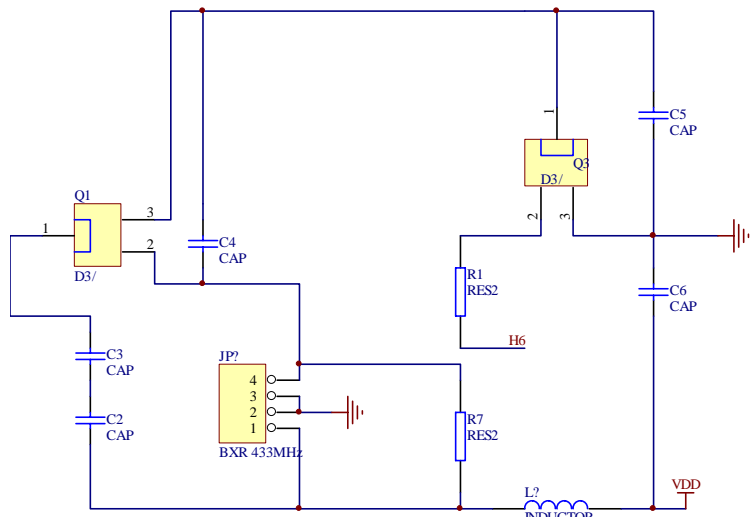 1
C5
CAP
Q3
D3/
2
3
Q1
3
1
2
D3/
C4
CAP
R1
RES2
C6
CAP
H6
C3
CAP
JP?
4
3
2
1
BXR 433MHz
C2
CAP
R7
RES2
VDD
L?
INDUCTOR